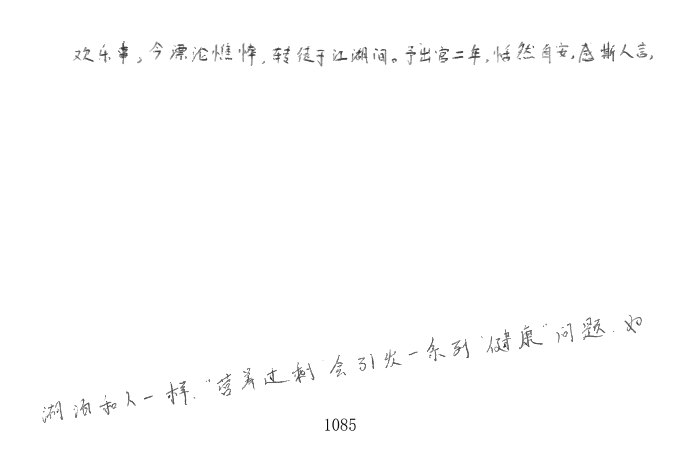 欢乐事,今漂沦憔悴,转徒于江湖间。予出官二年,恬然自安,感斯人言,
湖泊和人一样,“营养过剩”会引发一系列“健康”问题.如
1085